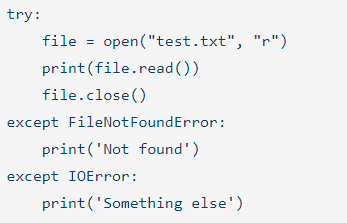 try:
    file = open("test.txt", "r")
    print(file.read())
    file.close()
except FileNotFoundError:
    print('Not found')
except IOError:
    print('Something else')